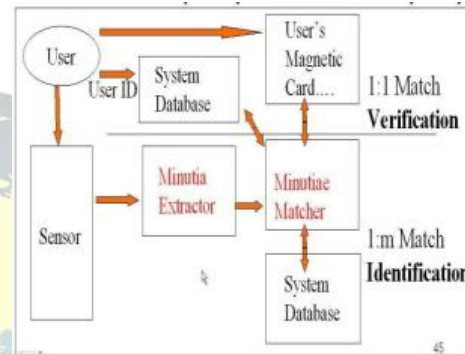 User
User ID
System
Database
User's
Magnetic
Card....
1:1 Match
Verification
Sensor
Minutia
Extractor
Minutiae
Matcher
1:m Match
Identification
System
Database
45